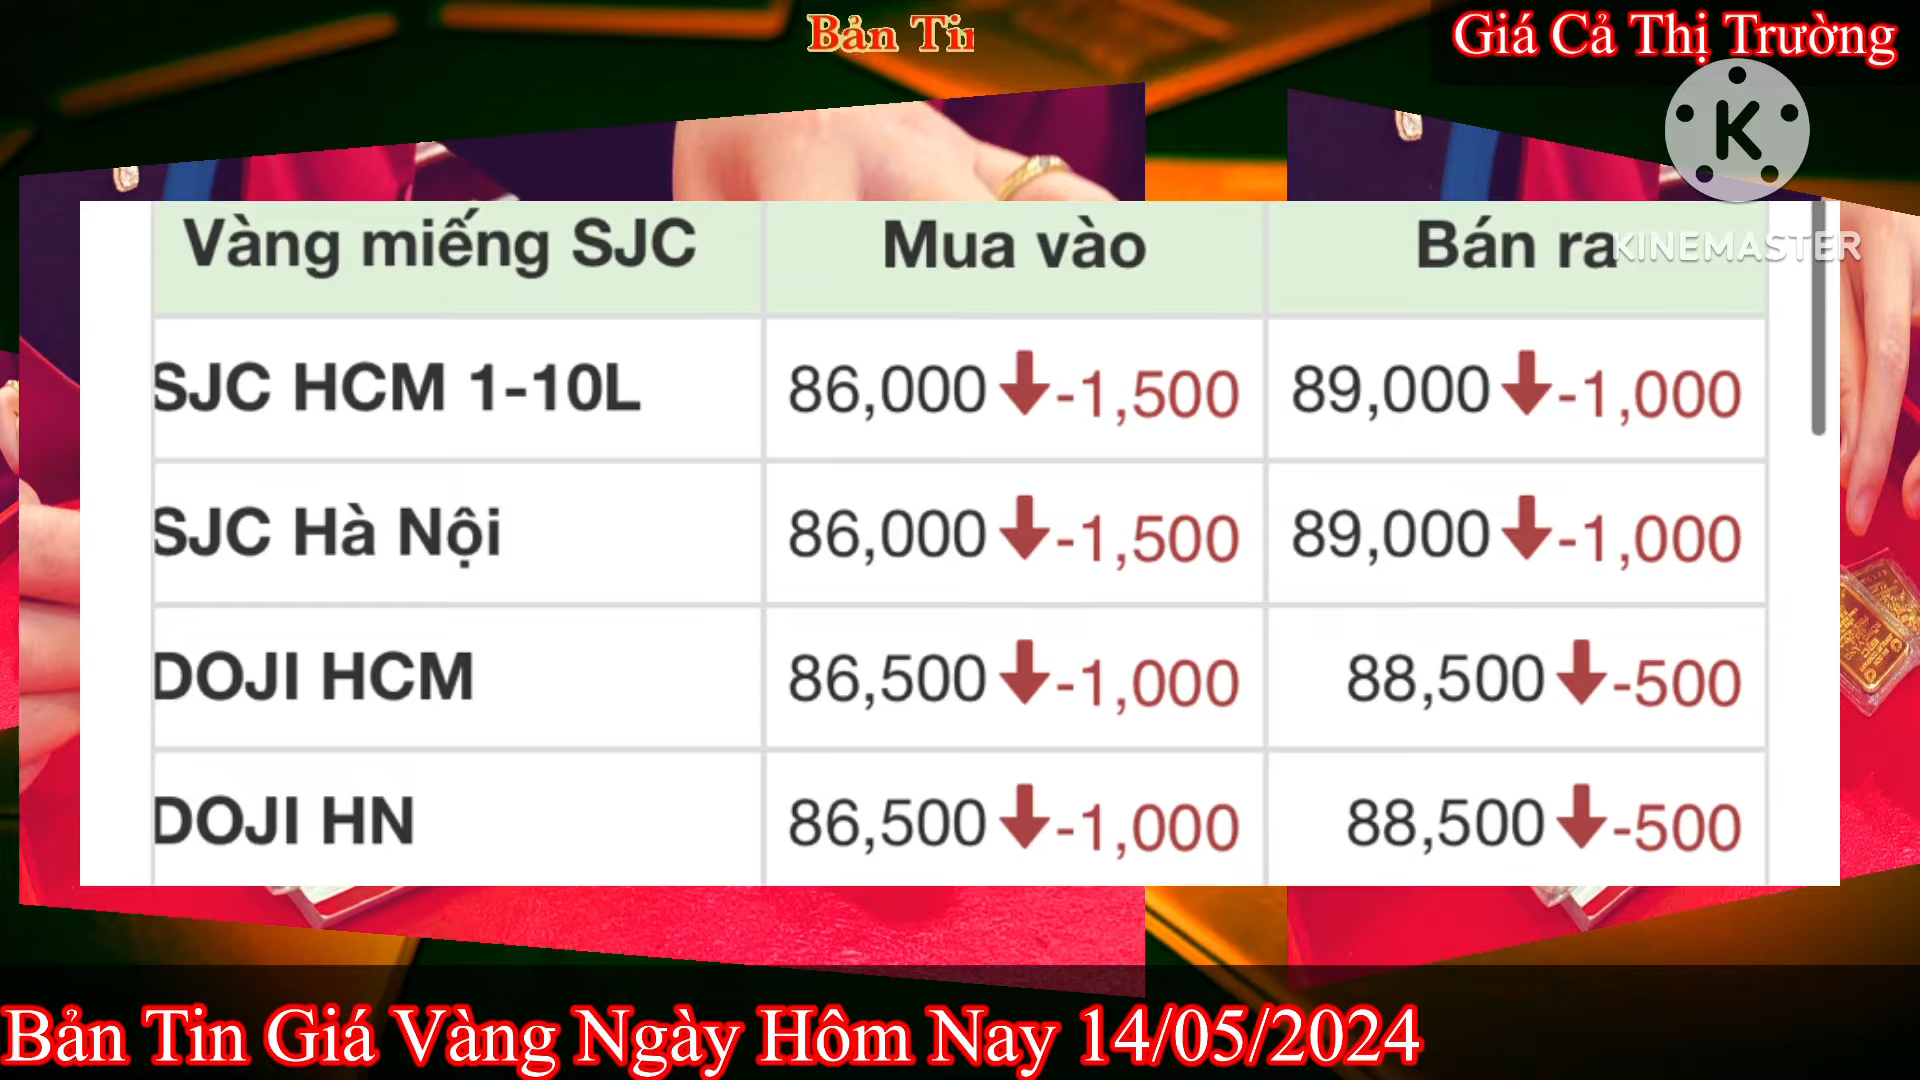 Bản Tin
Giá Cả Thị Trường
K
KINEMASTER
Vàng miếng SJC Mua vào Bán ra
SJC HCM 1-10L 86,000 -1,500 89,000 -1,000
SJC Hà Nội 86,000 -1,500 89,000 -1,000
DOJI HCM 86,500 -1,000 88,500 -500
DOJI HN 86,500 -1,000 88,500 -500
Bản Tin Giá Vàng Ngày Hôm Nay 14/05/2024